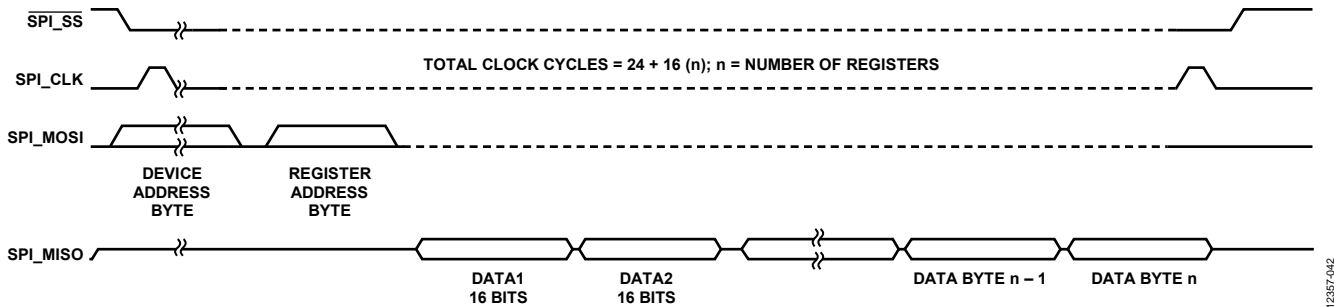 SPI_SS
SPI_CLK
TOTAL CLOCK CYCLES = 24 + 16 (n); n = NUMBER OF REGISTERS
SPI_MOSI
DEVICE
ADDRESS
BYTE
REGISTER
ADDRESS
BYTE
SPI_MISO
DATA1
16 BITS
DATA2
16 BITS
DATA BYTE n – 1
DATA BYTE n
12357-042